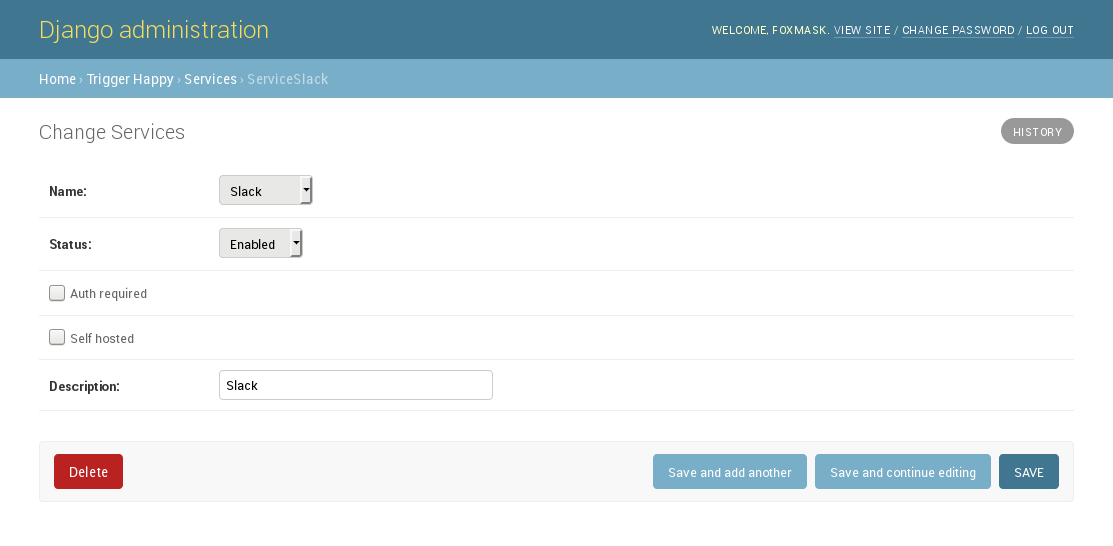 Django administration
WELCOME, FOXMASK. VIEW SITE / CHANGE PASSWORD / LOG OUT
Home › Trigger Happy › Services › ServiceSlack
Change Services
HISTORY
Name: Slack
Status: Enabled
Auth required
Self hosted
Description: Slack
Delete Save and add another Save and continue editing SAVE